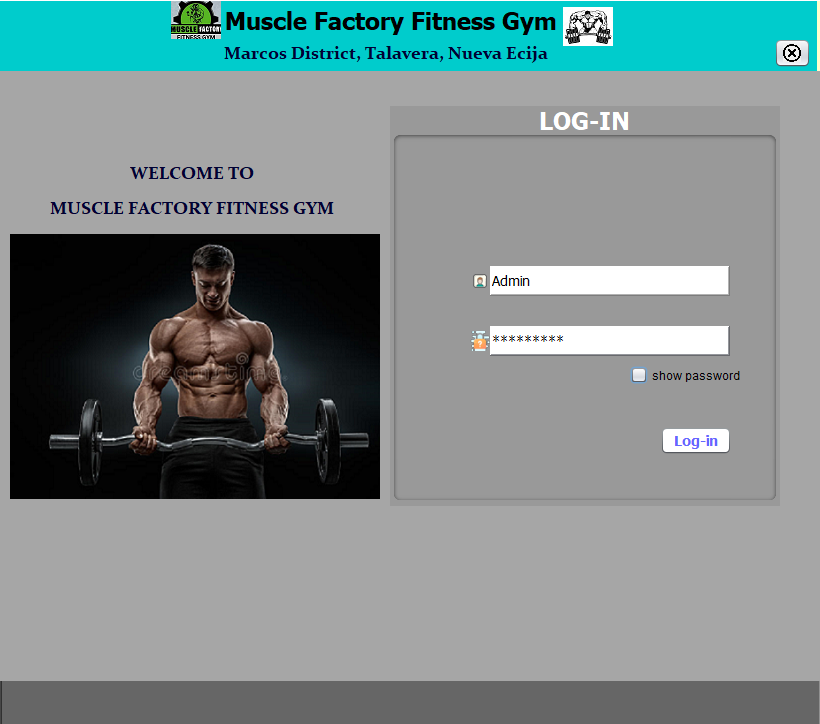 MUSCLE FACTORY
FITNESS GYM
Muscle Factory Fitness Gym
Marcos District, Talavera, Nueva Ecija
WELCOME TO
MUSCLE FACTORY FITNESS GYM
dreamstime
LOG-IN
Admin
*********
show password
Log-in